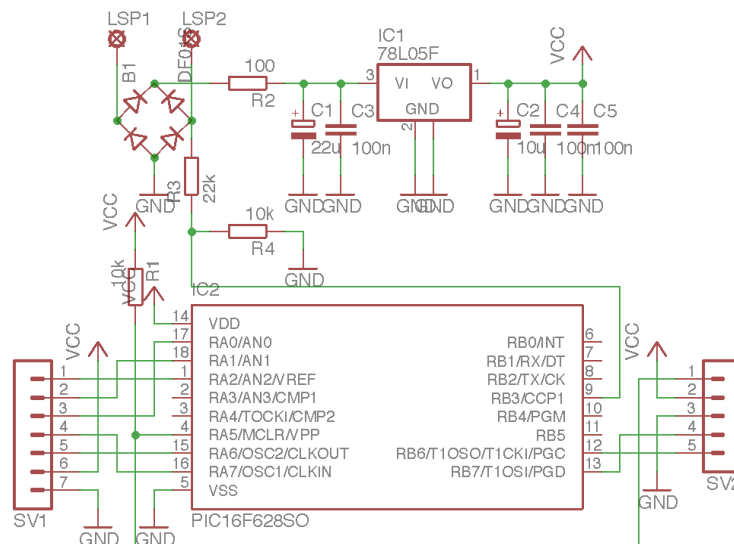 LSP1
LSP2
B1
DF01S
100
R2
IC1
78L05F
3
VI
VO
1
GND
2
VCC
C1
22u
C3
100n
C2
10u
C4
100n
C5
100n
GND
GND
GND
GND
GND
GND
GND
GND
R3
22k
10k
R4
GND
VCC
10k
R1
VCC
IC2
14 VDD
17 RA0/AN0
18 RA1/AN1
1 RA2/AN2/VREF
2 RA3/AN3/CMP1
3 RA4/TOCKI/CMP2
4 RA5/MCLR/VPP
15 RA6/OSC2/CLKOUT
16 RA7/OSC1/CLKIN
5 VSS
RB0/INT 6
RB1/RX/DT 7
RB2/TX/CK 8
RB3/CCP1 9
RB4/PGM 10
RB5 11
RB6/T1OSO/T1CKI/PGC 12
RB7/T1OSI/PGD 13
PIC16F628SO
VCC
1
2
3
4
5
6
7
SV1
GND
GND
VCC
1
2
3
4
5
GND
SV2